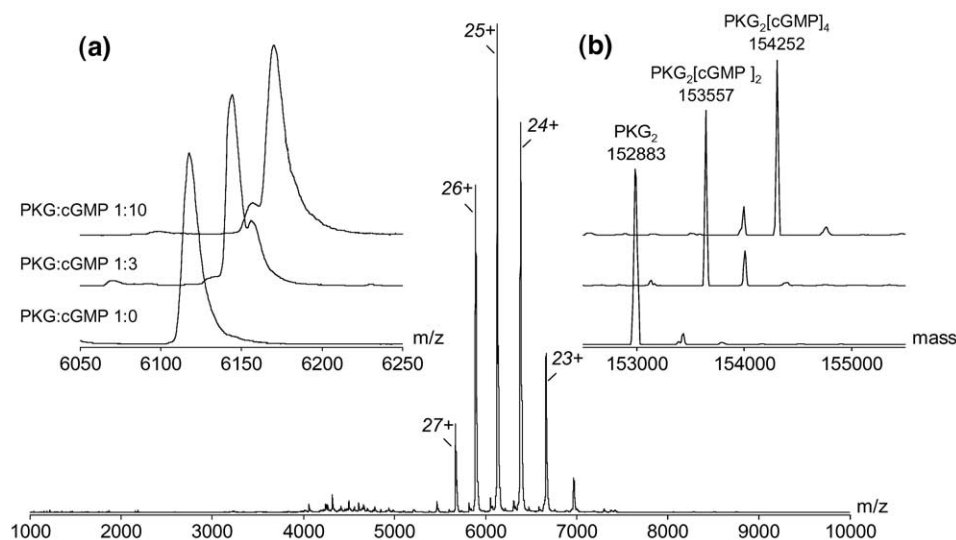 (a)
25+
(b)
PKG2[cGMP]4
154252
PKG2[cGMP ]2
153557
24+
PKG2
152883
26+
PKG:cGMP 1:10
PKG:cGMP 1:3
PKG:cGMP 1:0
m/z
mass
6050 6100 6150 6200 6250
153000 154000 155000
23+
27+
m/z
1000 2000 3000 4000 5000 6000 7000 8000 9000 10000